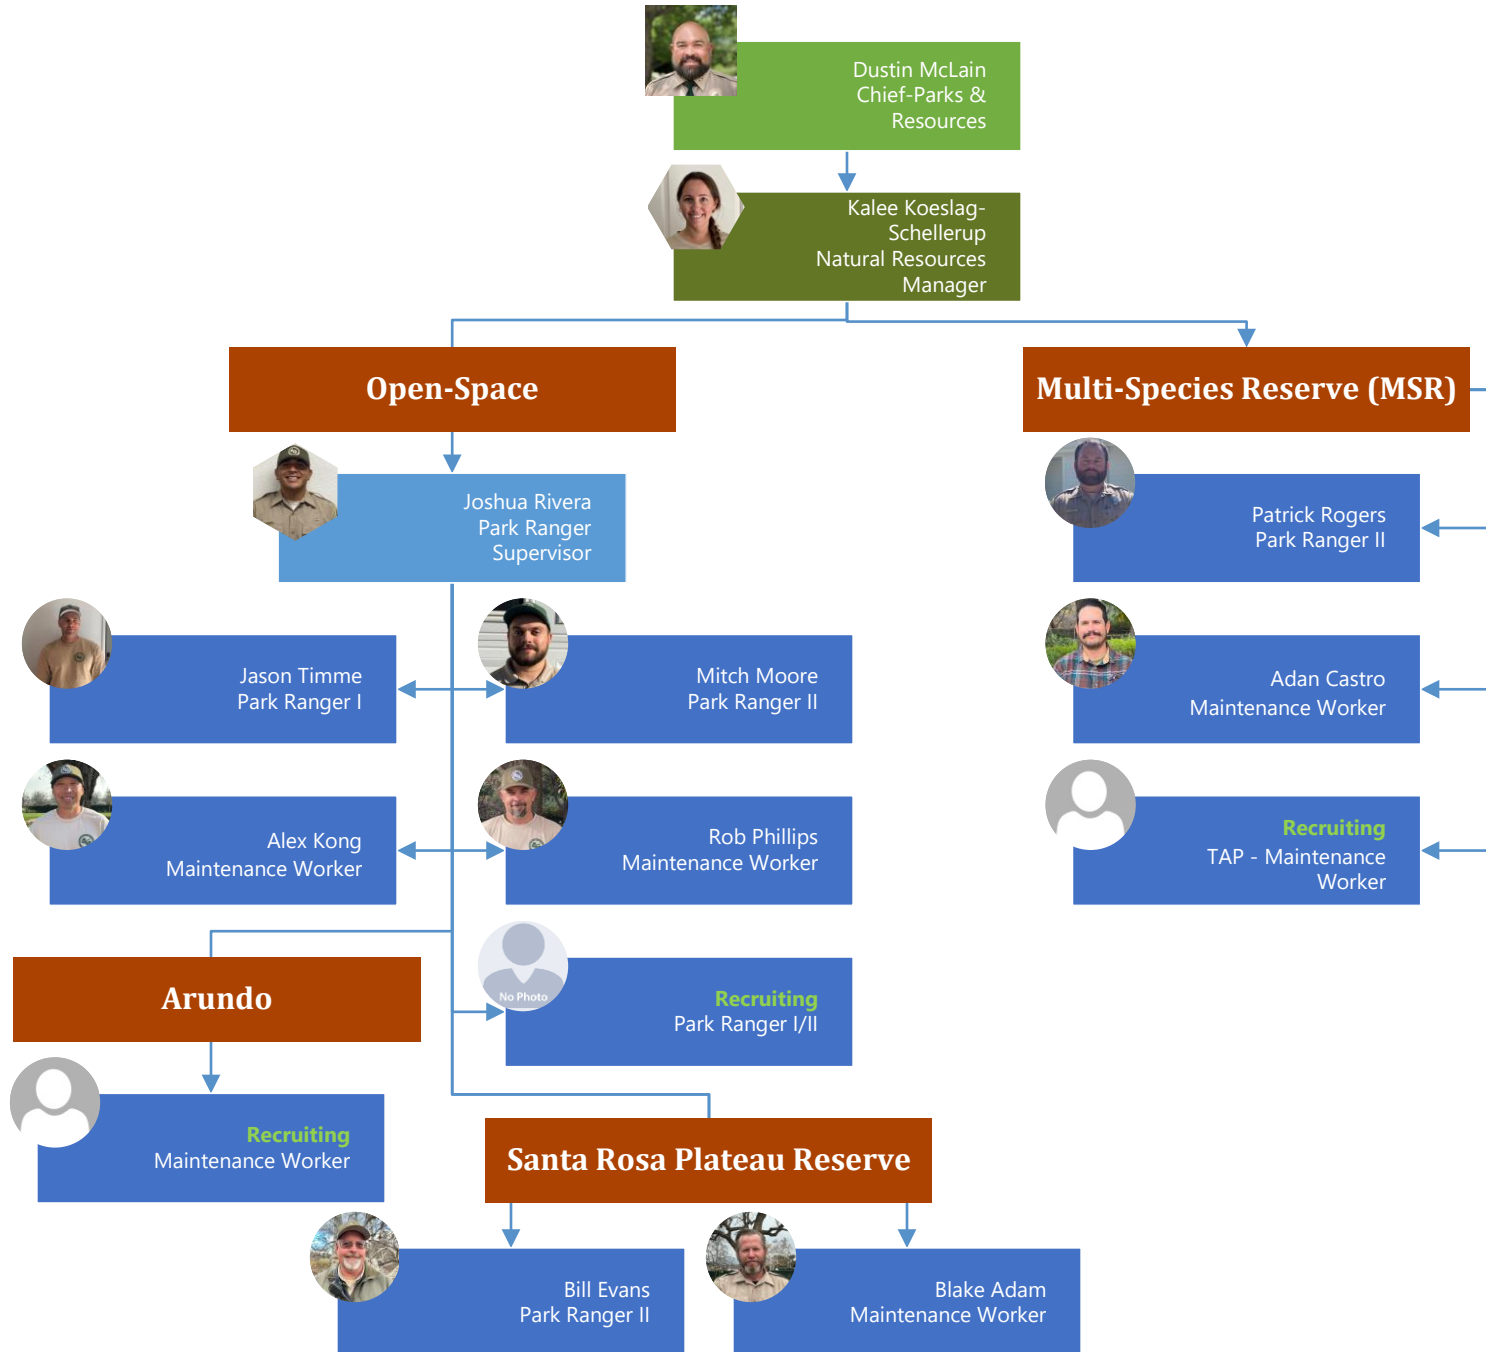 Dustin McLain
Chief-Parks &
Resources
Kalee Koeslag-
Schellerup
Natural Resources
Manager
Open-Space
Multi-Species Reserve (MSR)
Joshua Rivera
Park Ranger
Supervisor
Patrick Rogers
Park Ranger II
Jason Timme
Park Ranger I
Mitch Moore
Park Ranger II
Adan Castro
Maintenance Worker
Alex Kong
Maintenance Worker
Rob Phillips
Maintenance Worker
Recruiting
TAP - Maintenance
Worker
Arundo
No Photo
Recruiting
Park Ranger I/II
Recruiting
Maintenance Worker
Santa Rosa Plateau Reserve
Bill Evans
Park Ranger II
Blake Adam
Maintenance Worker